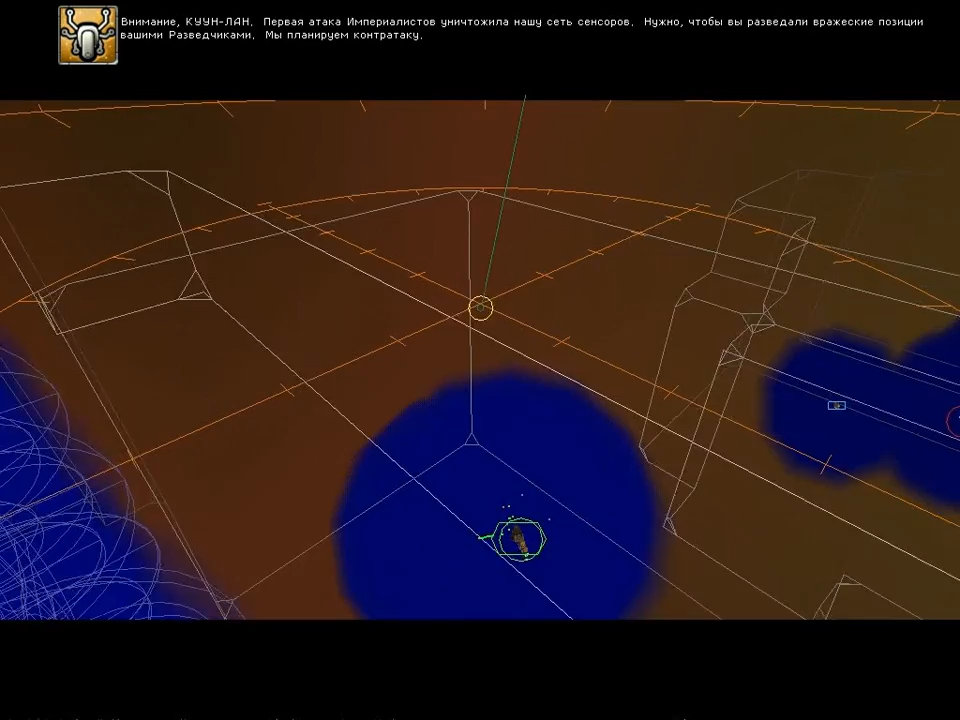 Внимание, КУУН-ЛАН.  Первая атака Империалистов уничтожила нашу сеть сенсоров.  Нужно, чтобы вы разведали вражеские позиции
вашими Разведчиками.  Мы планируем контратаку.